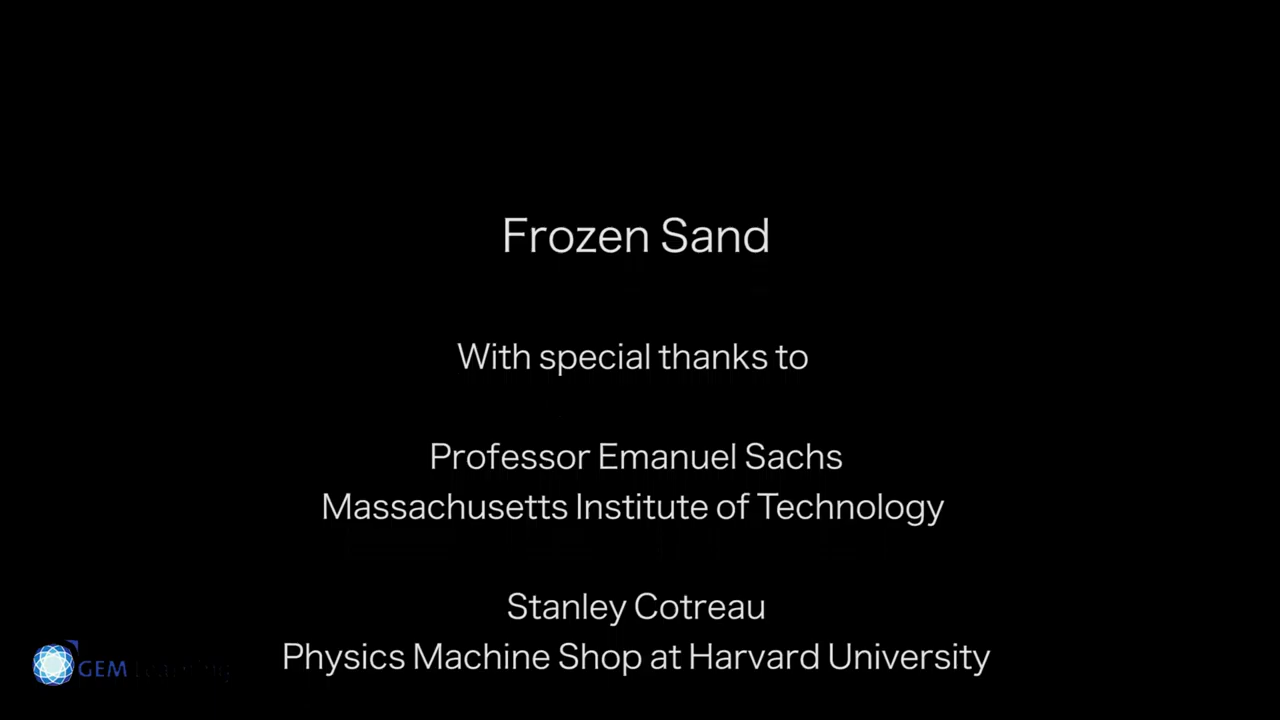 Frozen Sand
With special thanks to
Professor Emanuel Sachs
Massachusetts Institute of Technology
Stanley Cotreau
Physics Machine Shop at Harvard University
GEM Learning